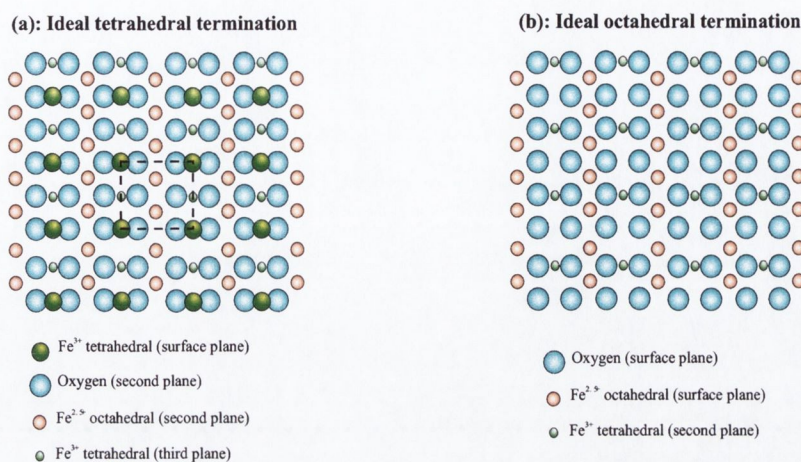 (a): Ideal tetrahedral termination
(b): Ideal octahedral termination
Fe³⁺ tetrahedral (surface plane)
Oxygen (second plane)
Fe²·⁵⁺ octahedral (second plane)
Fe³⁺ tetrahedral (third plane)
Oxygen (surface plane)
Fe²·⁵⁺ octahedral (surface plane)
Fe³⁺ tetrahedral (second plane)